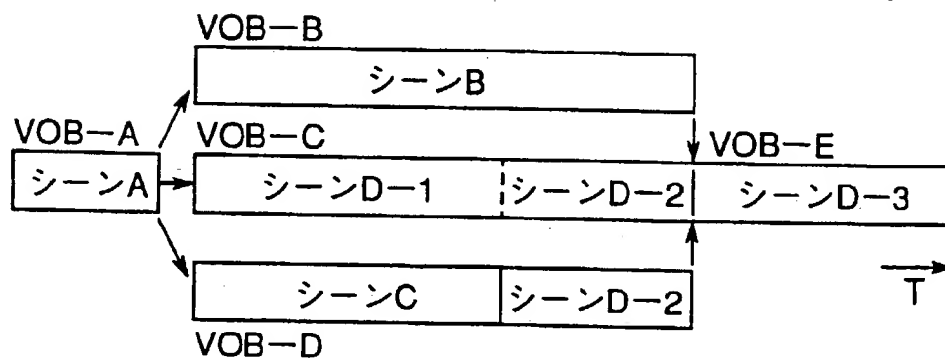 VOB－B
シーンB
VOB－A
VOB－C
VOB－E
シーンA
シーンD－1
シーンD－2
シーンD－3
シーンC
シーンD－2
T
VOB－D